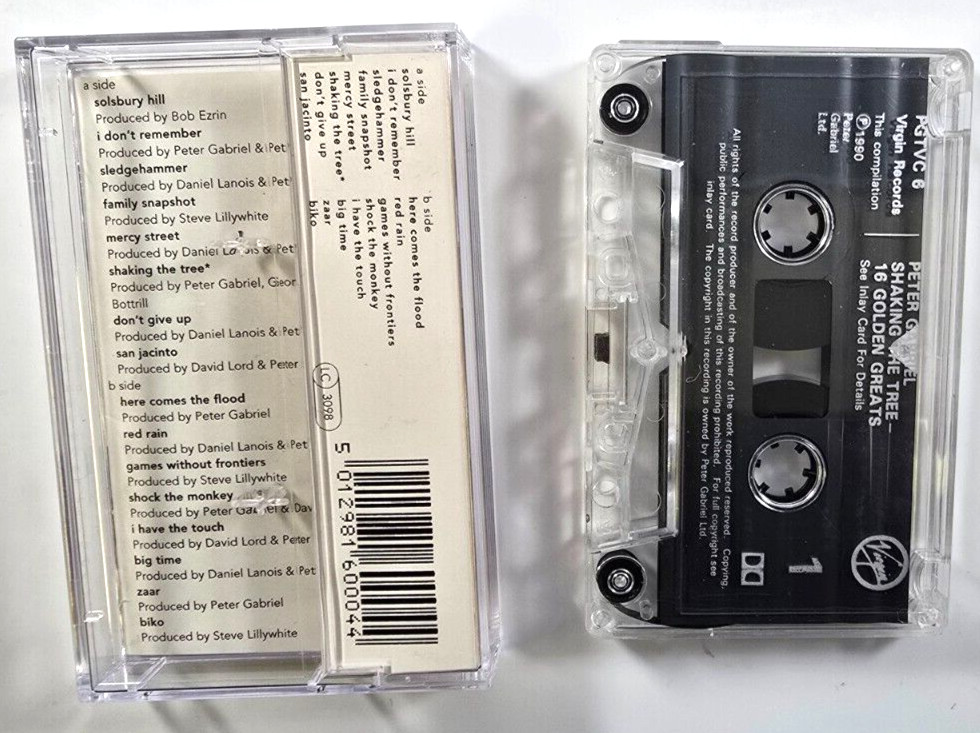 a side
solsbury hill
Produced by Bob Ezrin
i don't remember
Produced by Peter Gabriel & Pet
sledgehammer
Produced by Daniel Lanois & Pet
family snapshot
Produced by Steve Lillywhite
mercy street
Produced by Daniel Lanois & Pet
shaking the tree*
Produced by Peter Gabriel, Geor
Bottrill
don't give up
Produced by Daniel Lanois & Pet
san jacinto
Produced by David Lord & Peter
b side
here comes the flood
Produced by Peter Gabriel
red rain
Produced by Daniel Lanois & Pet
games without frontiers
Produced by Steve Lillywhite
shock the monkey
Produced by Peter Gabriel & Dav
i have the touch
Produced by David Lord & Peter
big time
Produced by Daniel Lanois & Pet
zaar
Produced by Peter Gabriel
biko
Produced by Steve Lillywhite
a side
solsbury hill
i don't remember
sledgehammer
family snapshot
mercy street
shaking the tree*
don't give up
san jacinto
b side
here comes the flood
red rain
games without frontiers
shock the monkey
i have the touch
big time
zaar
biko
LC 3098
5 012981 600044
PGTVC 6
Virgin Records
This compilation
Ⓟ1990
Peter
Gabriel
Ltd.
PETER GABRIEL
SHAKING THE TREE–
16 GOLDEN GREATS
See Inlay Card For Details
Virgin
1
All rights of the record producer and of the owner of the work reproduced reserved. Copying,
public performances and broadcasting of this recording prohibited. For full copyright see
inlay card. The copyright in this recording is owned by Peter Gabriel Ltd.